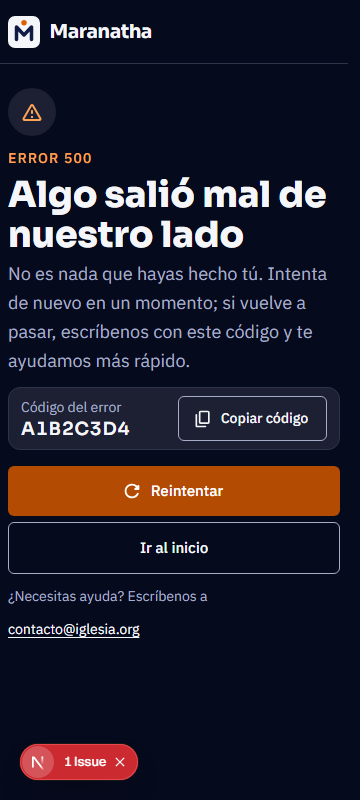 Maranatha
ERROR 500
Algo salió mal de
nuestro lado
No es nada que hayas hecho tú. Intenta
de nuevo en un momento; si vuelve a
pasar, escríbenos con este código y te
ayudamos más rápido.
Código del error
A1B2C3D4
Copiar código
Reintentar
Ir al inicio
¿Necesitas ayuda? Escríbenos a
contacto@iglesia.org
N
1 Issue